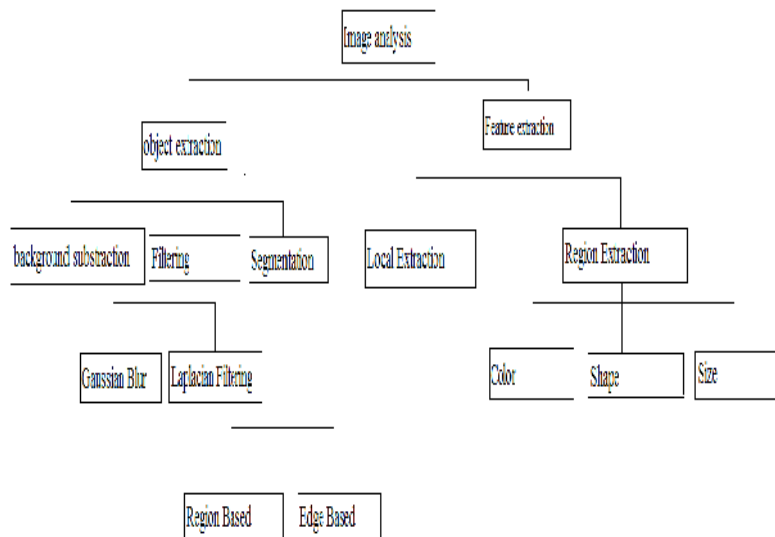 Image analysis
Feature extraction
object extraction
background substraction
Filtering
Segmentation
Local Extraction
Region Extraction
Gaussian Blur
Laplacian Filtering
Color
Shape
Size
Region Based
Edge Based